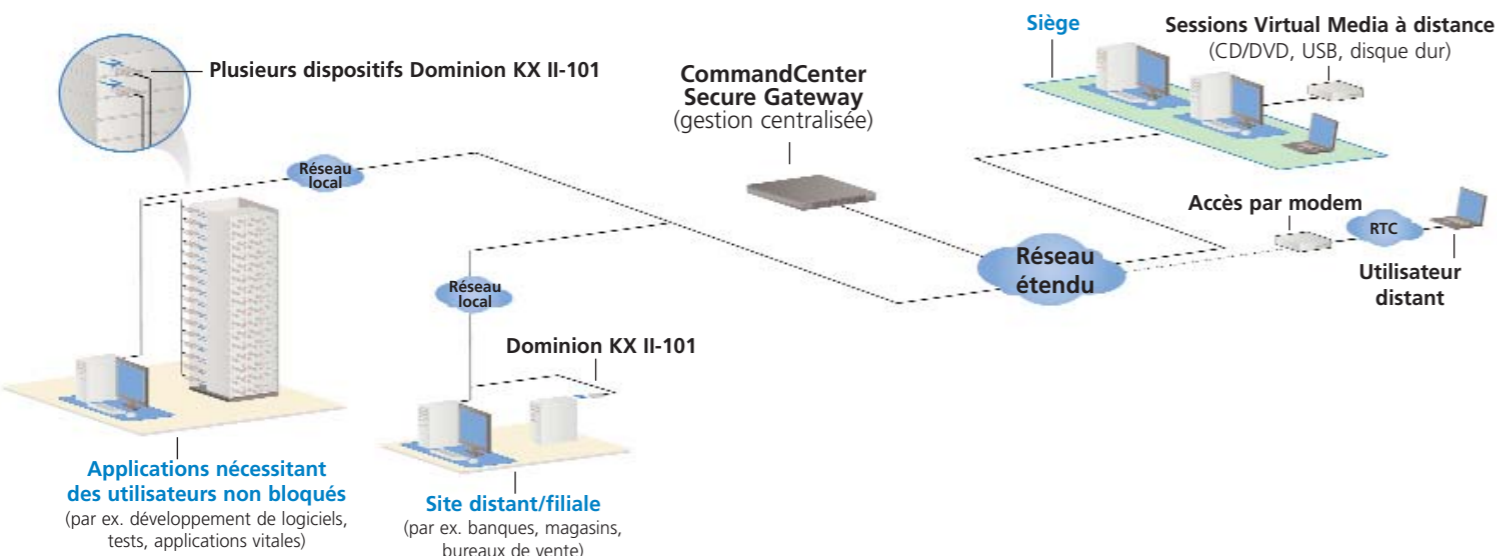 Siège
Sessions Virtual Media à distance
(CD/DVD, USB, disque dur)
Plusieurs dispositifs Dominion KX II-101
CommandCenter
Secure Gateway
(gestion centralisée)
Réseau
local
Accès par modem
RTC
Réseau
étendu
Utilisateur
distant
Réseau
local
Dominion KX II-101
Applications nécessitant
des utilisateurs non bloqués
(par ex. développement de logiciels,
tests, applications vitales)
Site distant/filiale
(par ex. banques, magasins,
bureaux de vente)